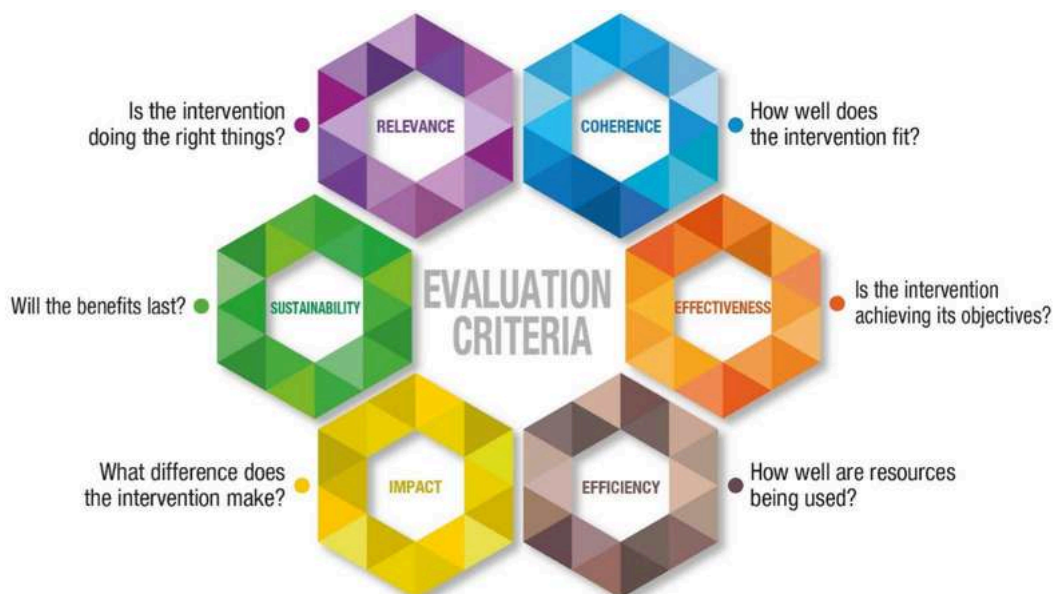 Is the intervention
doing the right things?
RELEVANCE
COHERENCE
How well does
the intervention fit?
Will the benefits last?
SUSTAINABILITY
EVALUATION
CRITERIA
EFFECTIVENESS
Is the intervention
achieving its objectives?
What difference does
the intervention make?
IMPACT
EFFICIENCY
How well are resources
being used?